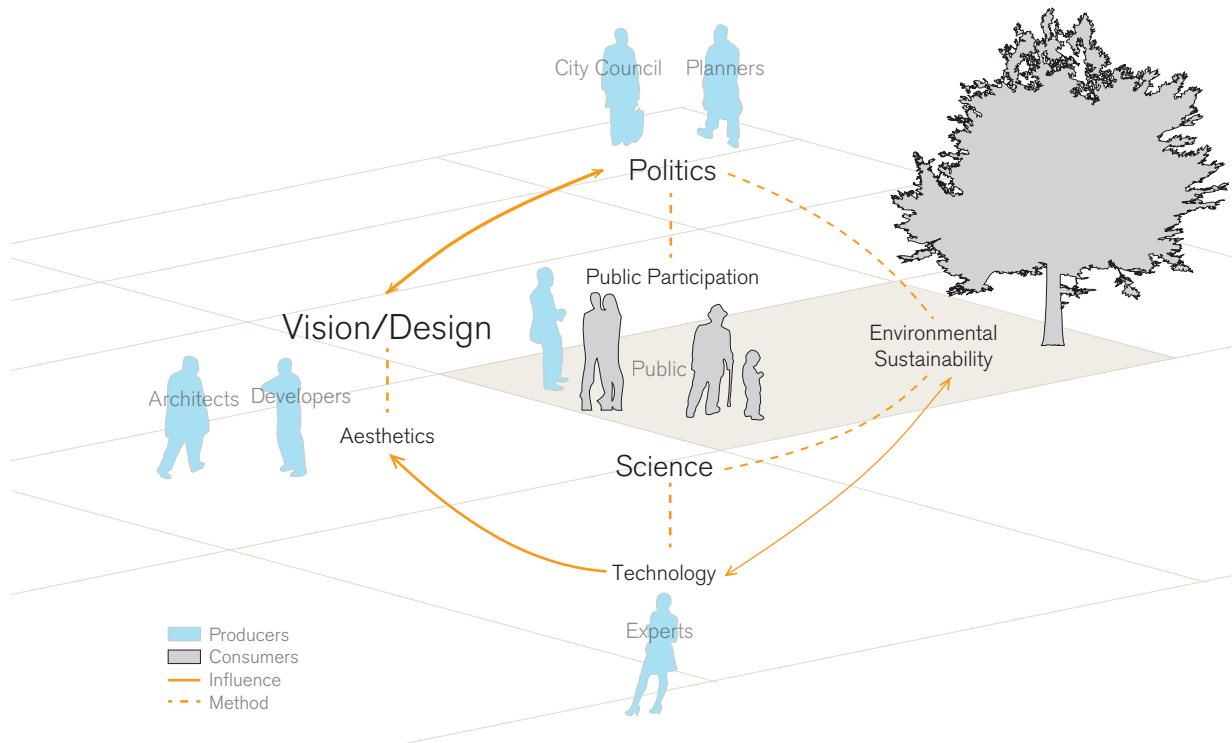 City Council
Planners
Politics
Public Participation
Vision/Design
Environmental
Sustainability
Public
Architects
Developers
Aesthetics
Science
Technology
Experts
Producers
Consumers
Influence
Method